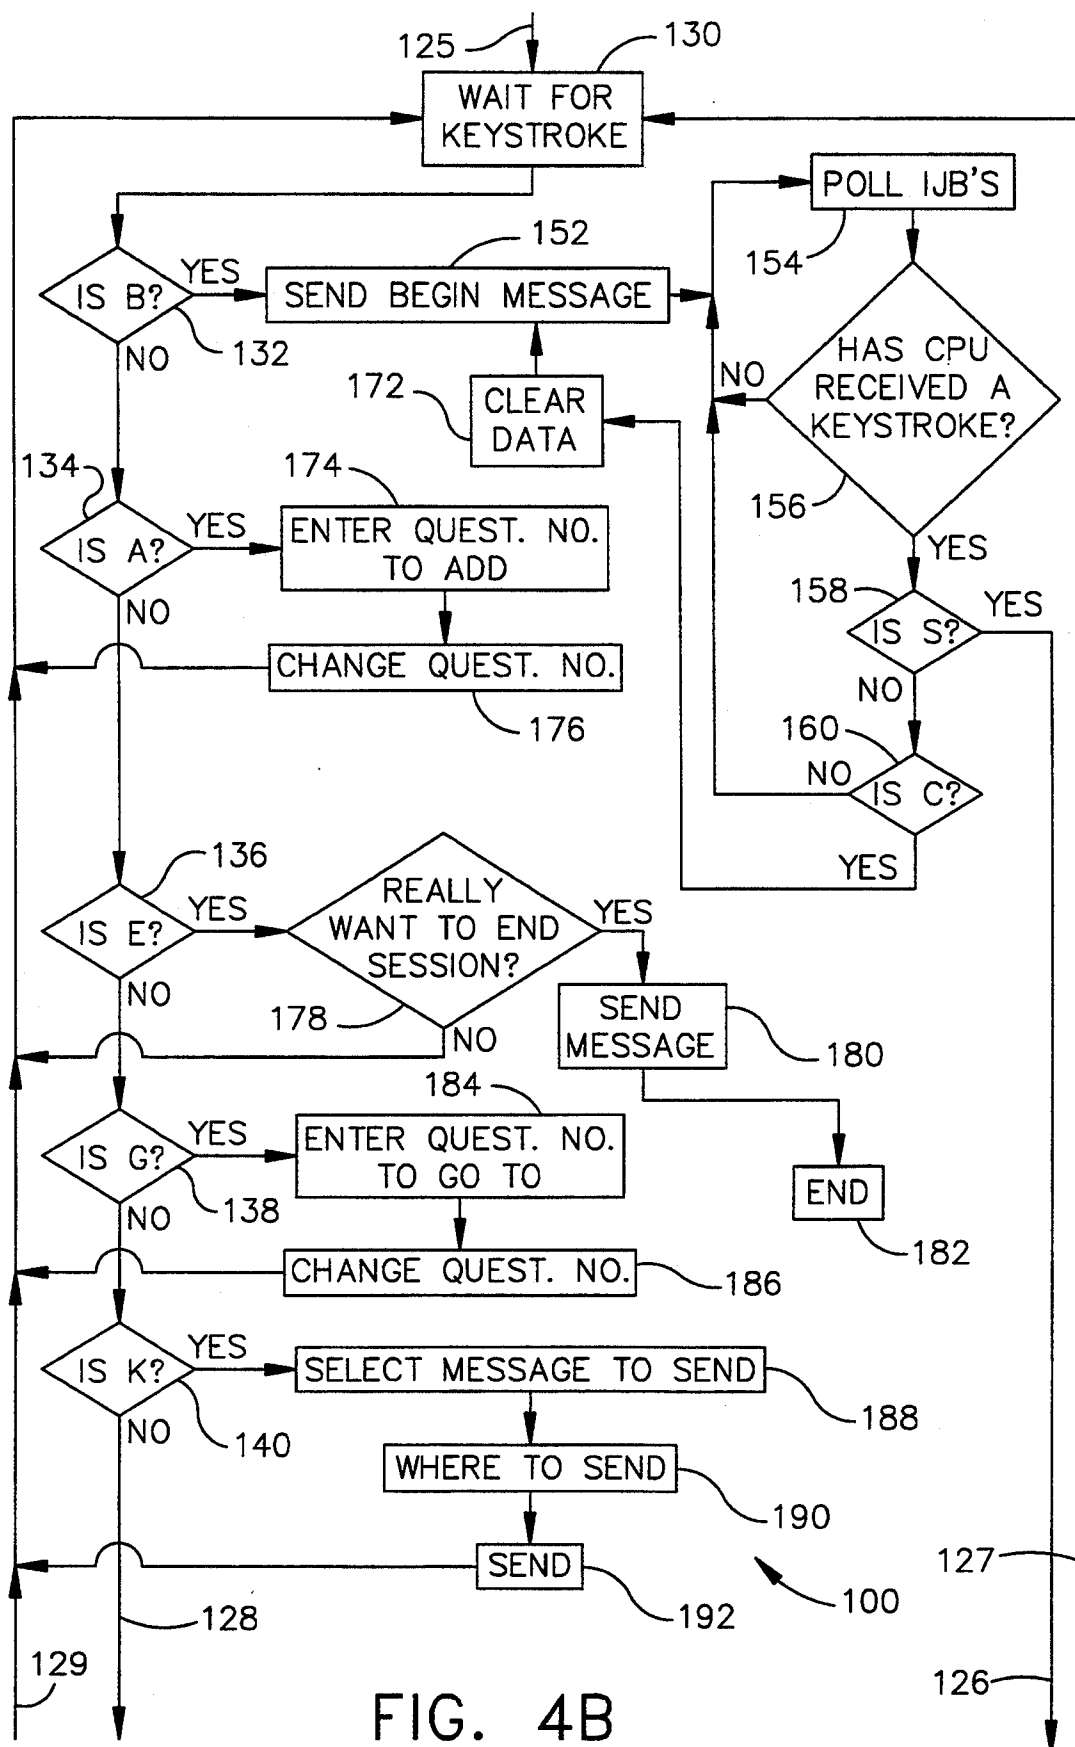 125
130
WAIT FOR
KEYSTROKE
POLL IJB'S
154
152
IS B?
YES
SEND BEGIN MESSAGE
132
NO
HAS CPU
RECEIVED A
KEYSTROKE?
NO
156
YES
172
CLEAR
DATA
134
174
IS A?
YES
ENTER QUEST. NO.
TO ADD
NO
158
IS S?
YES
NO
CHANGE QUEST. NO.
176
160
NO
IS C?
YES
136
IS E?
YES
REALLY
WANT TO END
SESSION?
YES
NO
178
NO
SEND
MESSAGE
180
184
IS G?
YES
ENTER QUEST. NO.
TO GO TO
138
NO
END
182
CHANGE QUEST. NO.
186
IS K?
YES
SELECT MESSAGE TO SEND
188
NO
140
WHERE TO SEND
190
SEND
192
100
127
128
129
126
FIG. 4B